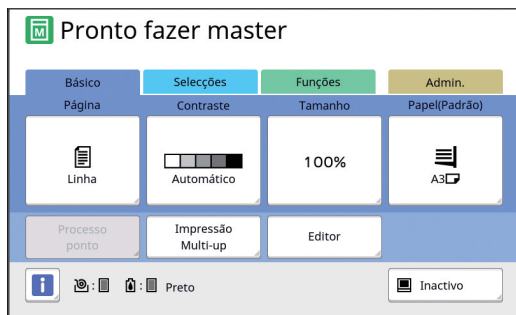 M Pronto fazer master
Básico Selecções Funções Admin.
Página Contraste Tamanho Papel(Padrão)
100%
Linha Automático A3
Processo ponto
Impressão Multi-up
Editor
i : : Preto Inactivo